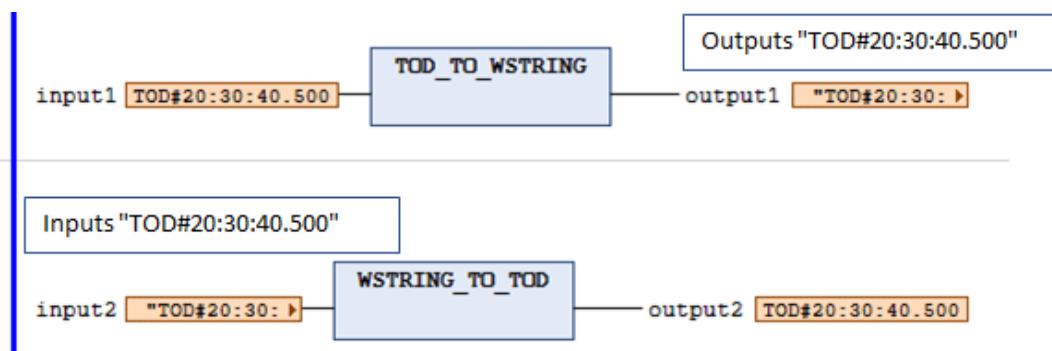 Outputs "TOD#20:30:40.500"
TOD_TO_WSTRING
input1 TOD#20:30:40.500 output1 "TOD#20:30:
Inputs "TOD#20:30:40.500"
WSTRING_TO_TOD
input2 "TOD#20:30: output2 TOD#20:30:40.500